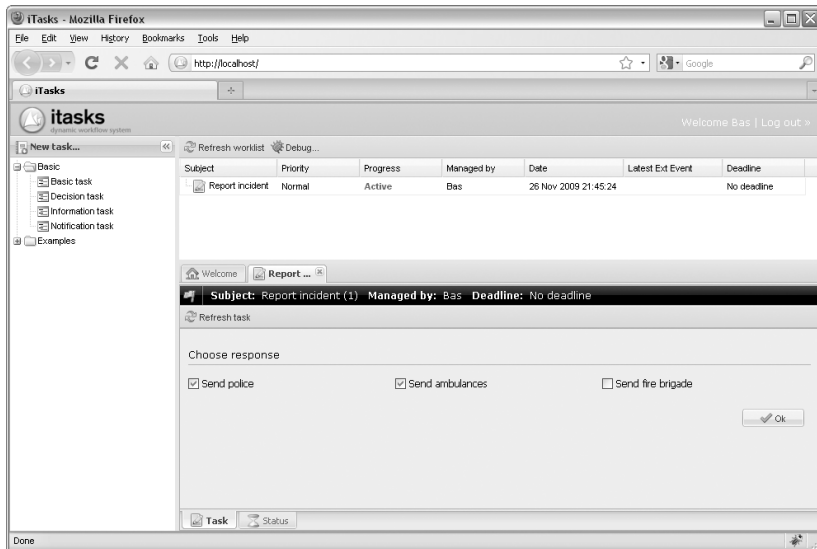 iTasks - Mozilla Firefox
File Edit View History Bookmarks Tools Help
http://localhost/
Google
iTasks
itasks
dynamic workflow system
Welcome Bas | Log out »
New task...
Refresh worklist Debug...
Basic
Basic task
Decision task
Information task
Notification task
Examples
Subject Priority Progress Managed by Date Latest Ext Event Deadline
Report incident Normal Active Bas 26 Nov 2009 21:45:24 No deadline
Welcome Report ...
Subject: Report incident (1) Managed by: Bas Deadline: No deadline
Refresh task
Choose response
Send police Send ambulances Send fire brigade
Ok
Task Status
Done